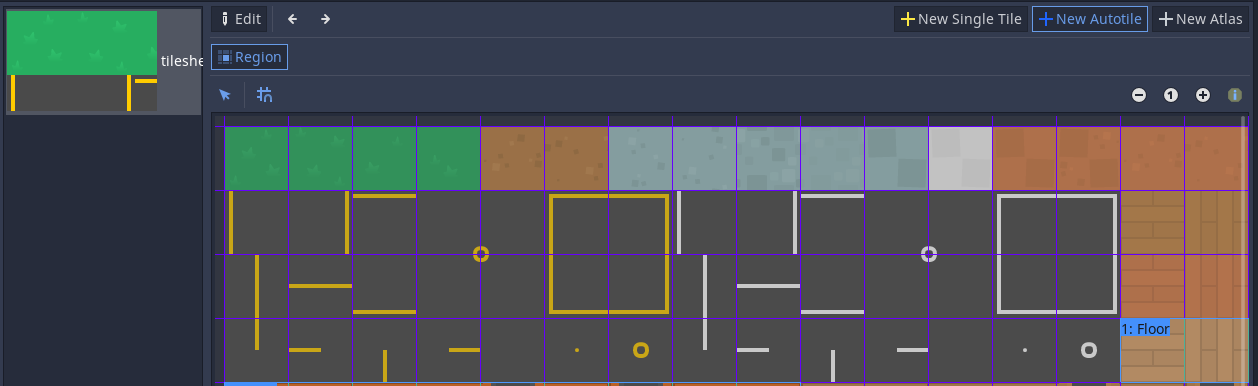 Edit
New Single Tile
New Autotile
New Atlas
tileshe
Region
1
1: Floor